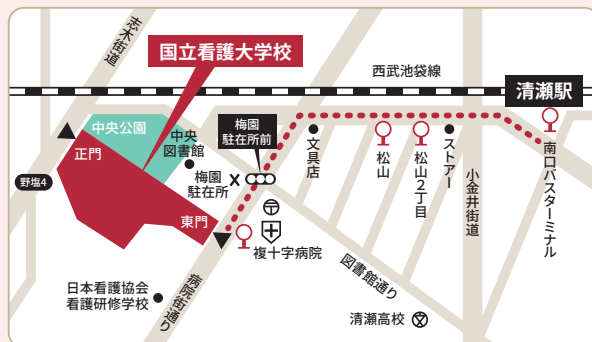 志木街道
国立看護大学校
西武池袋線
清瀬駅
中央公園
正門
野塩4
中央
図書館
梅園
駐在所前
梅園
駐在所
文具店
松山
松山2丁目
ストアー
小金井街道
南口バスターミナル
東門
複十字病院
図書館通り
病院街通り
日本看護協会
看護研修学校
清瀬高校
文